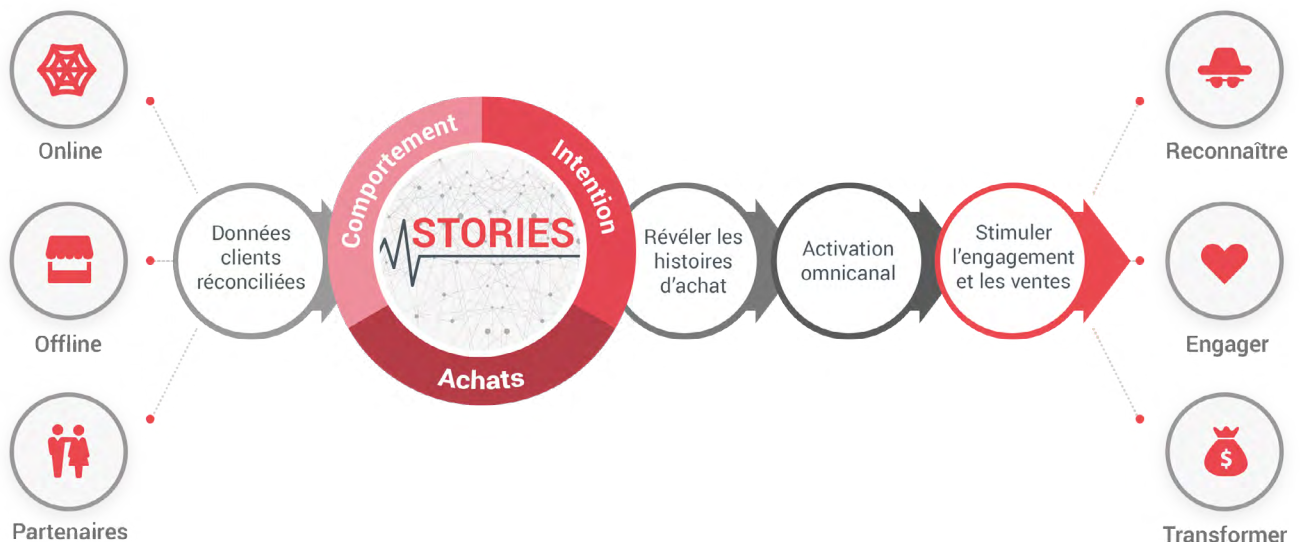 Online
Offline
Partenaires
Données
clients
réconciliées
Comportement
Intention
Achats
STORIES
Révéler les
histoires
d'achat
Activation
omnicanal
Stimuler
l'engagement
et les ventes
Reconnaître
Engager
$
Transformer